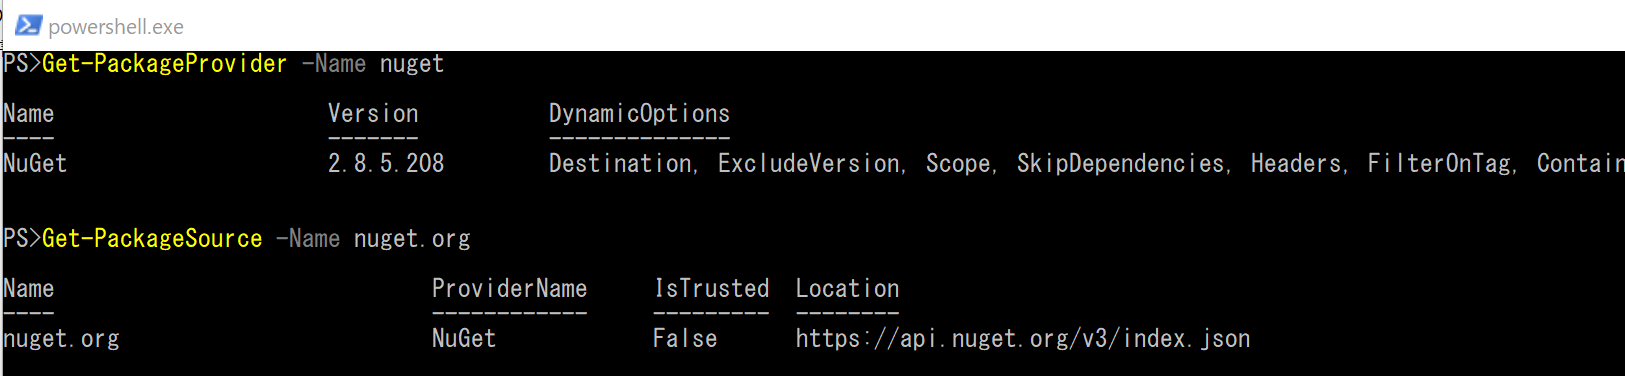 powershell.exe
PS>Get-PackageProvider -Name nuget
Name Version DynamicOptions
---- ------- --------------
NuGet 2.8.5.208 Destination, ExcludeVersion, Scope, SkipDependencies, Headers, FilterOnTag, Contain
PS>Get-PackageSource -Name nuget.org
Name ProviderName IsTrusted Location
---- ------------ --------- --------
nuget.org NuGet False https://api.nuget.org/v3/index.json